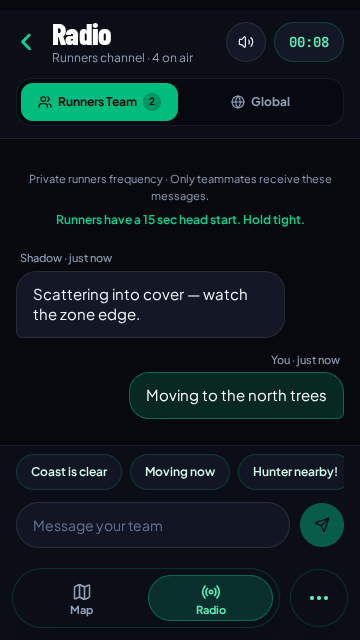 Radio
Runners channel · 4 on air
00:08
Runners Team 2
Global
Private runners frequency · Only teammates receive these
messages.
Runners have a 15 sec head start. Hold tight.
Shadow · just now
Scattering into cover — watch
the zone edge.
You · just now
Moving to the north trees
Coast is clear
Moving now
Hunter nearby!
Message your team
Map
Radio